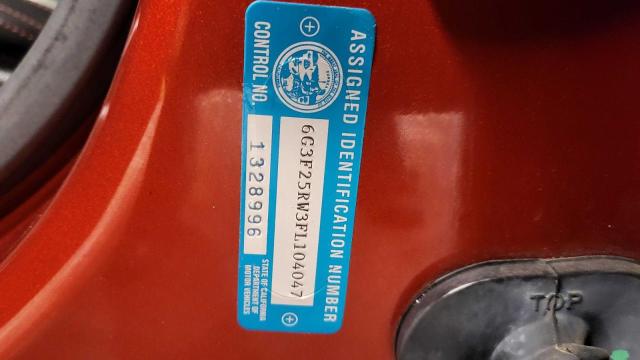 ASSIGNED IDENTIFICATION NUMBER
6G3F25RW3FL104047
CONTROL NO.
1328996
STATE OF CALIFORNIA
DEPARTMENT OF
MOTOR VEHICLES
TOP